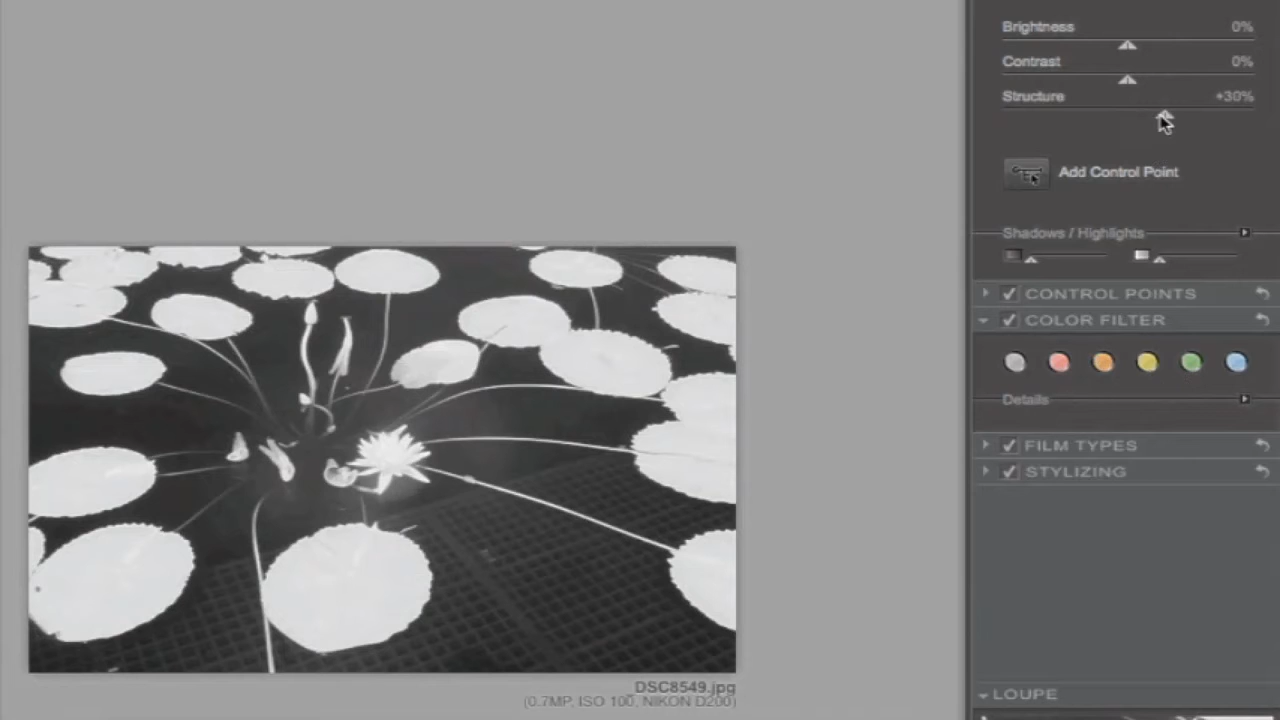 Brightness 0%
Contrast 0%
Structure +30%
Add Control Point
Shadows / Highlights
CONTROL POINTS
COLOR FILTER
Details
FILM TYPES
STYLIZING
_DSC8549.jpg
(0.7MP, ISO 100, NIKON D200)
LOUPE